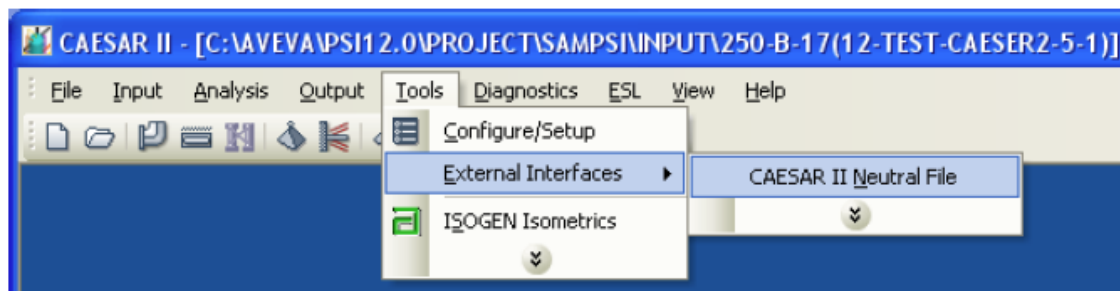 CAESAR II - [C:\AVEVA\PSI12.0\PROJECT\SAMPSI\INPUT\250-B-17(12-TEST-CAESER2-5-1)]
File Input Analysis Output Tools Diagnostics ESL View Help
Configure/Setup
External Interfaces
CAESAR II Neutral File
ISOGEN Isometrics